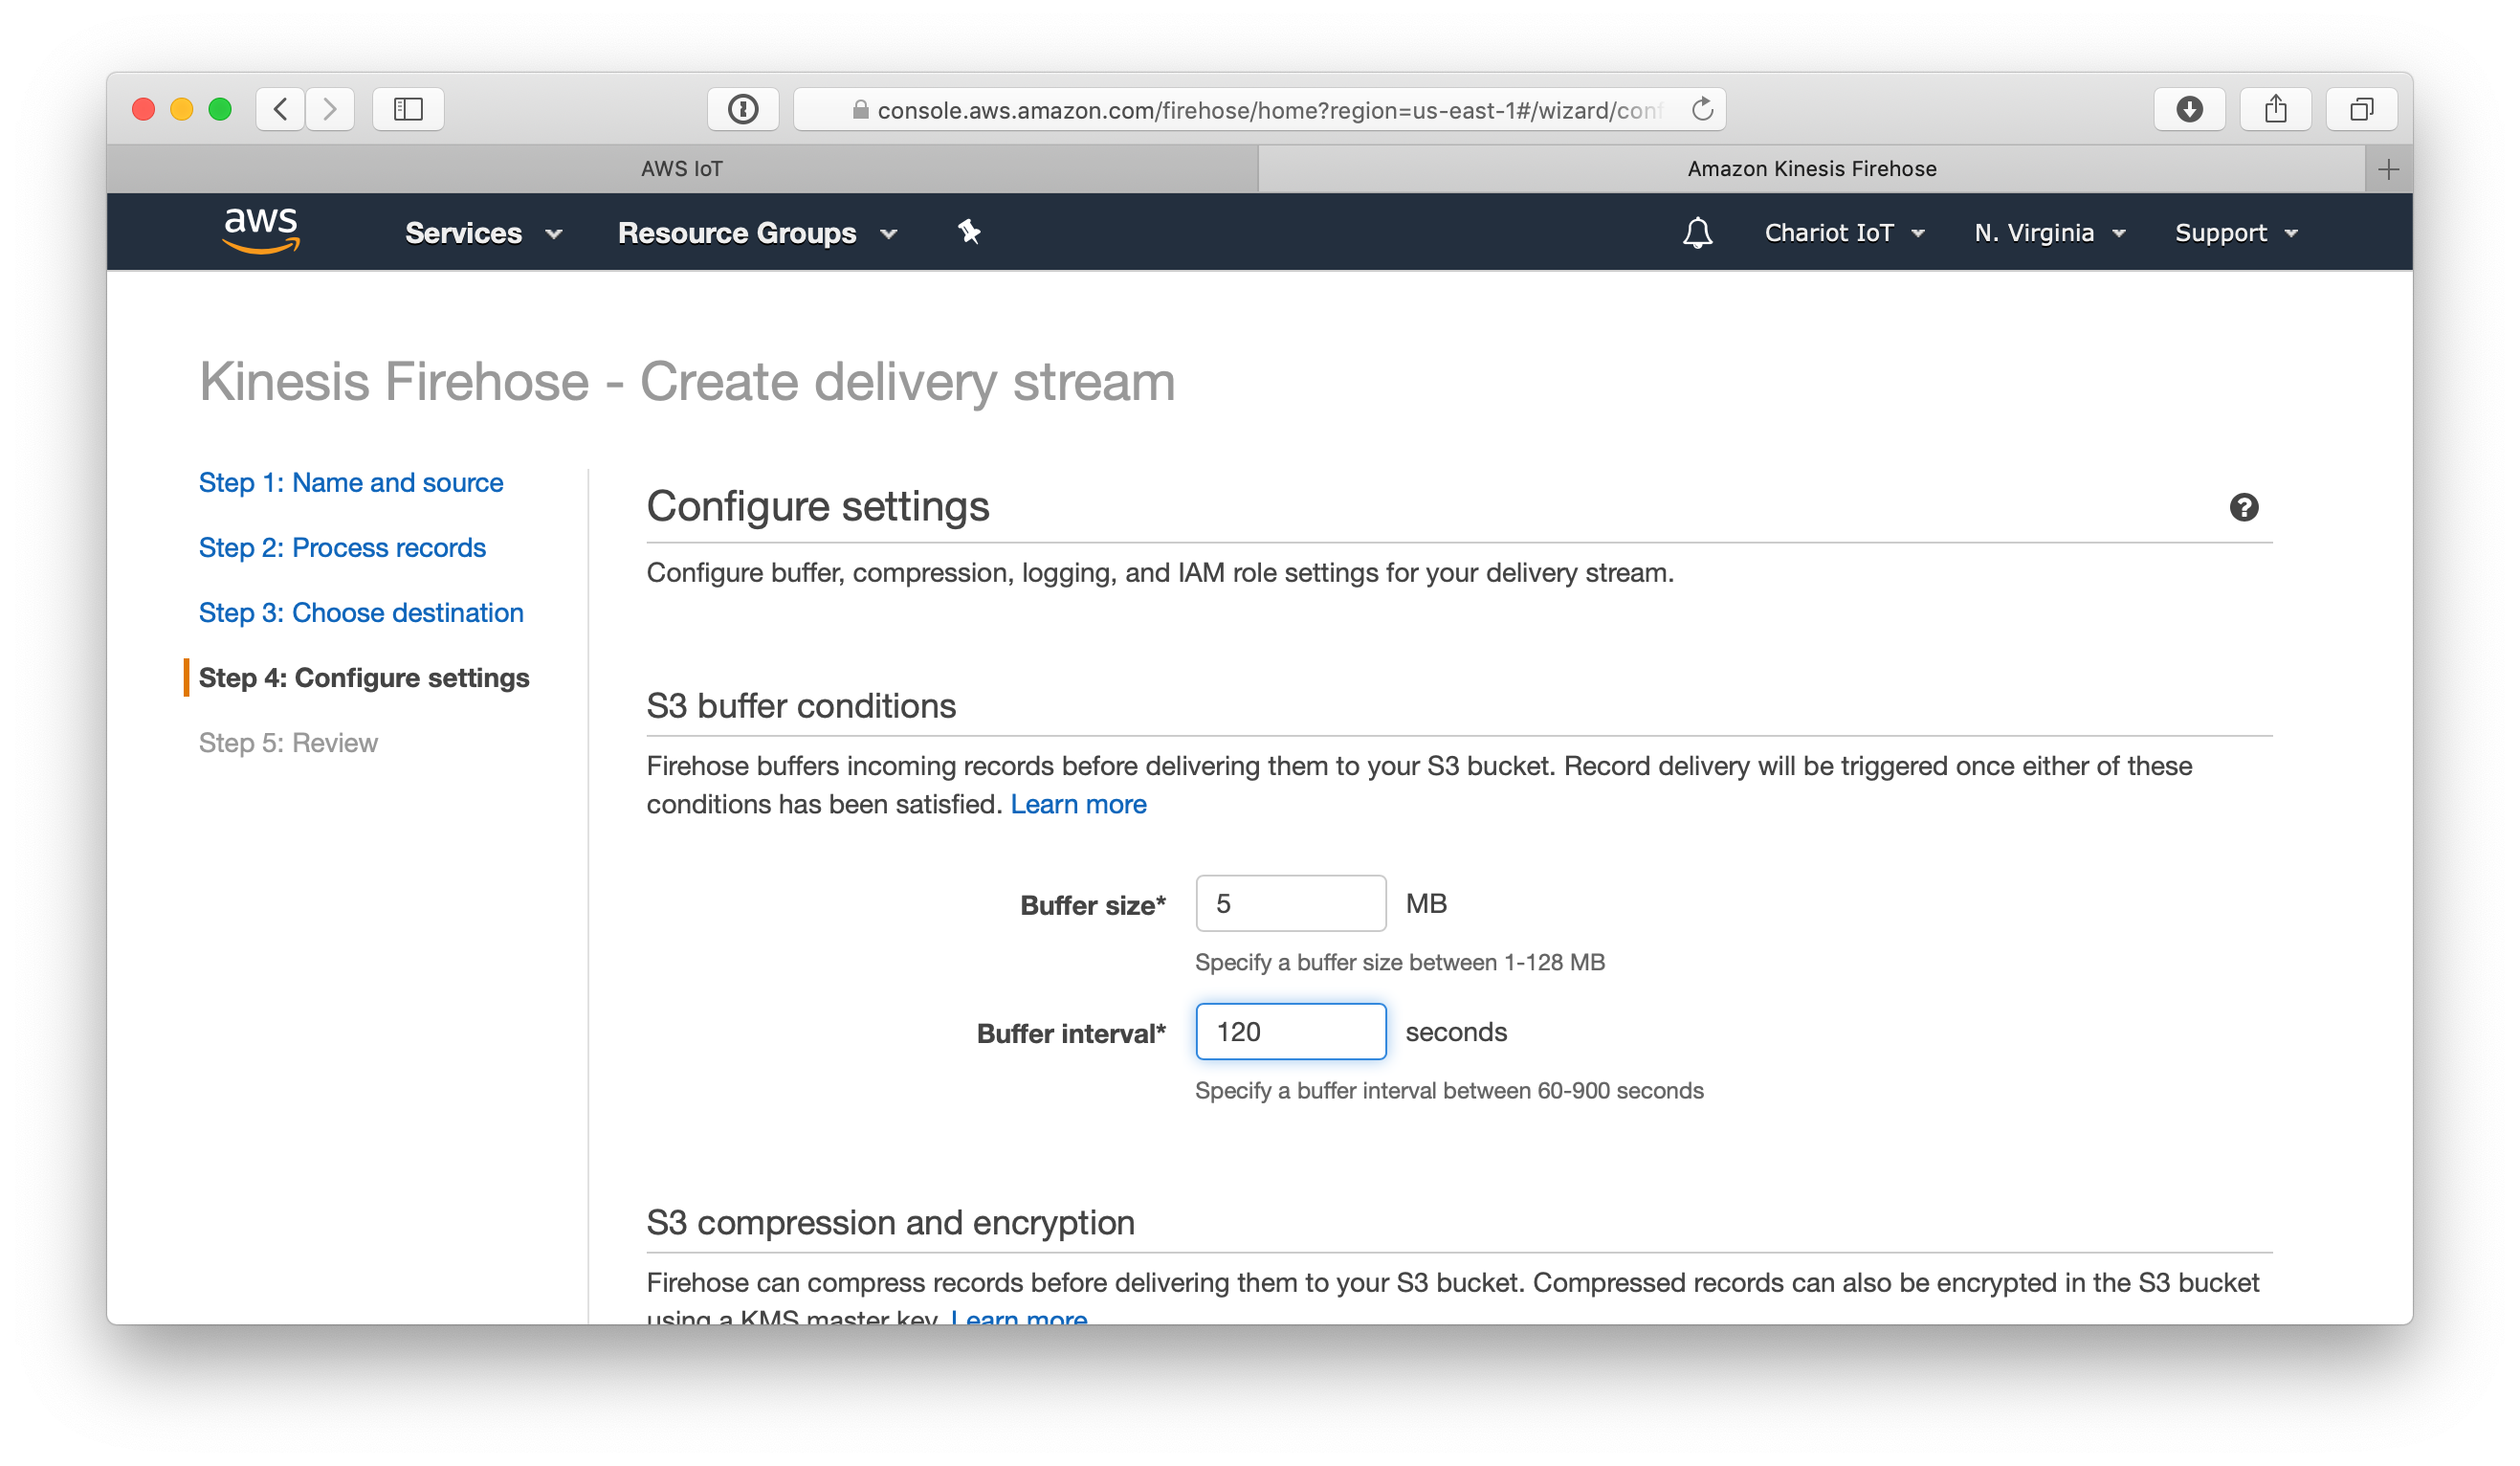 console.aws.amazon.com/firehose/home?region=us-east-1#/wizard/conf
AWS IoT
Amazon Kinesis Firehose
aws
Services
Resource Groups
Chariot IoT
N. Virginia
Support
Kinesis Firehose - Create delivery stream
Step 1: Name and source
Step 2: Process records
Step 3: Choose destination
Step 4: Configure settings
Step 5: Review
Configure settings
Configure buffer, compression, logging, and IAM role settings for your delivery stream.
S3 buffer conditions
Firehose buffers incoming records before delivering them to your S3 bucket. Record delivery will be triggered once either of these
conditions has been satisfied. Learn more
Buffer size* 5 MB
Specify a buffer size between 1-128 MB
Buffer interval* 120 seconds
Specify a buffer interval between 60-900 seconds
S3 compression and encryption
Firehose can compress records before delivering them to your S3 bucket. Compressed records can also be encrypted in the S3 bucket
using a KMS master key. Learn more